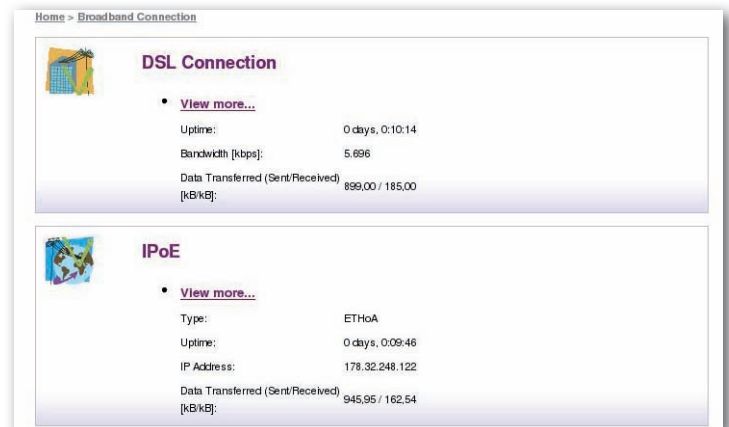 Home > Broadband Connection
DSL Connection
• View more...
Uptime: 0 days, 0:10:14
Bandwidth [kbps]: 5.696
Data Transferred (Sent/Received) [kB/kB]: 899,00 / 185,00
IPoE
• View more...
Type: ETHoA
Uptime: 0 days, 0:09:46
IP Address: 178.32.248.122
Data Transferred (Sent/Received) [kB/kB]: 945,95 / 162,54